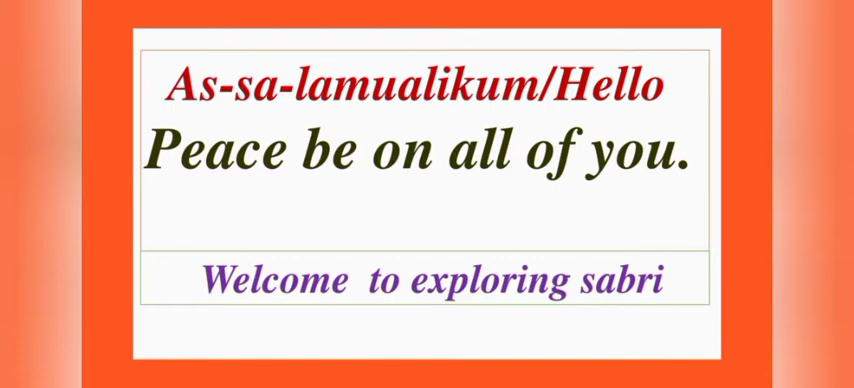 As-sa-lamualikum/Hello
Peace be on all of you.
Welcome to exploring sabri